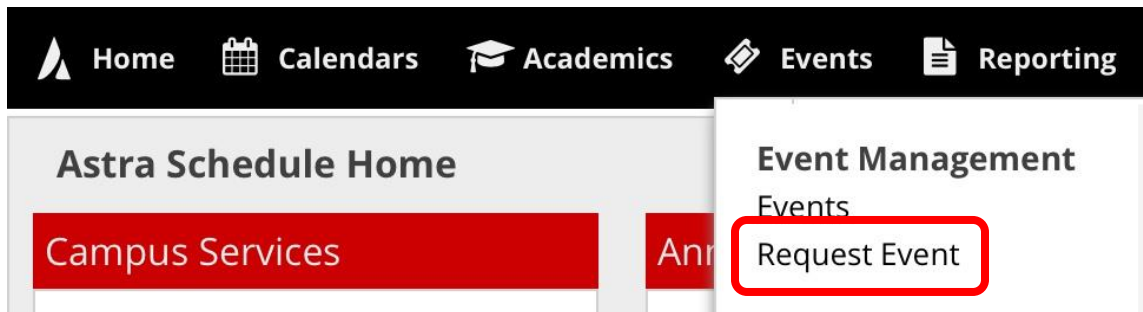 Home Calendars Academics Events Reporting
Astra Schedule Home
Campus Services
Event Management
Events
Request Event